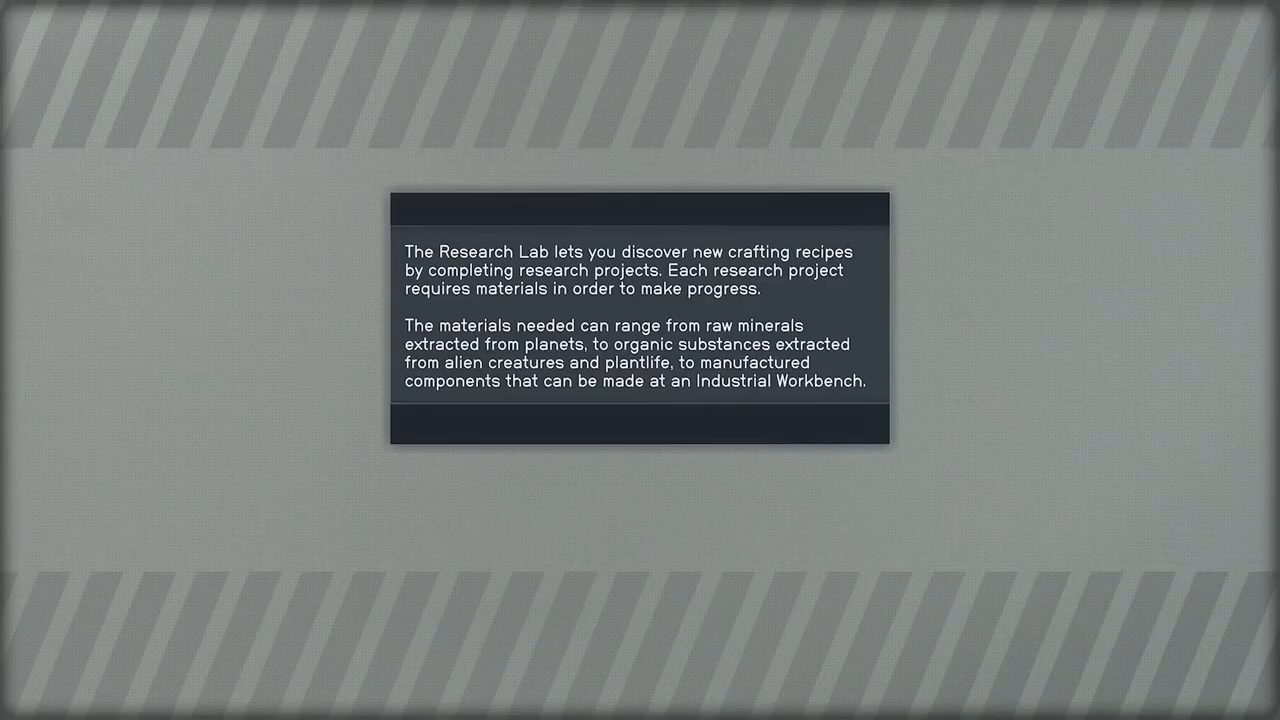 The Research Lab lets you discover new crafting recipes
by completing research projects. Each research project
requires materials in order to make progress.
The materials needed can range from raw minerals
extracted from planets, to organic substances extracted
from alien creatures and plantlife, to manufactured
components that can be made at an Industrial Workbench.